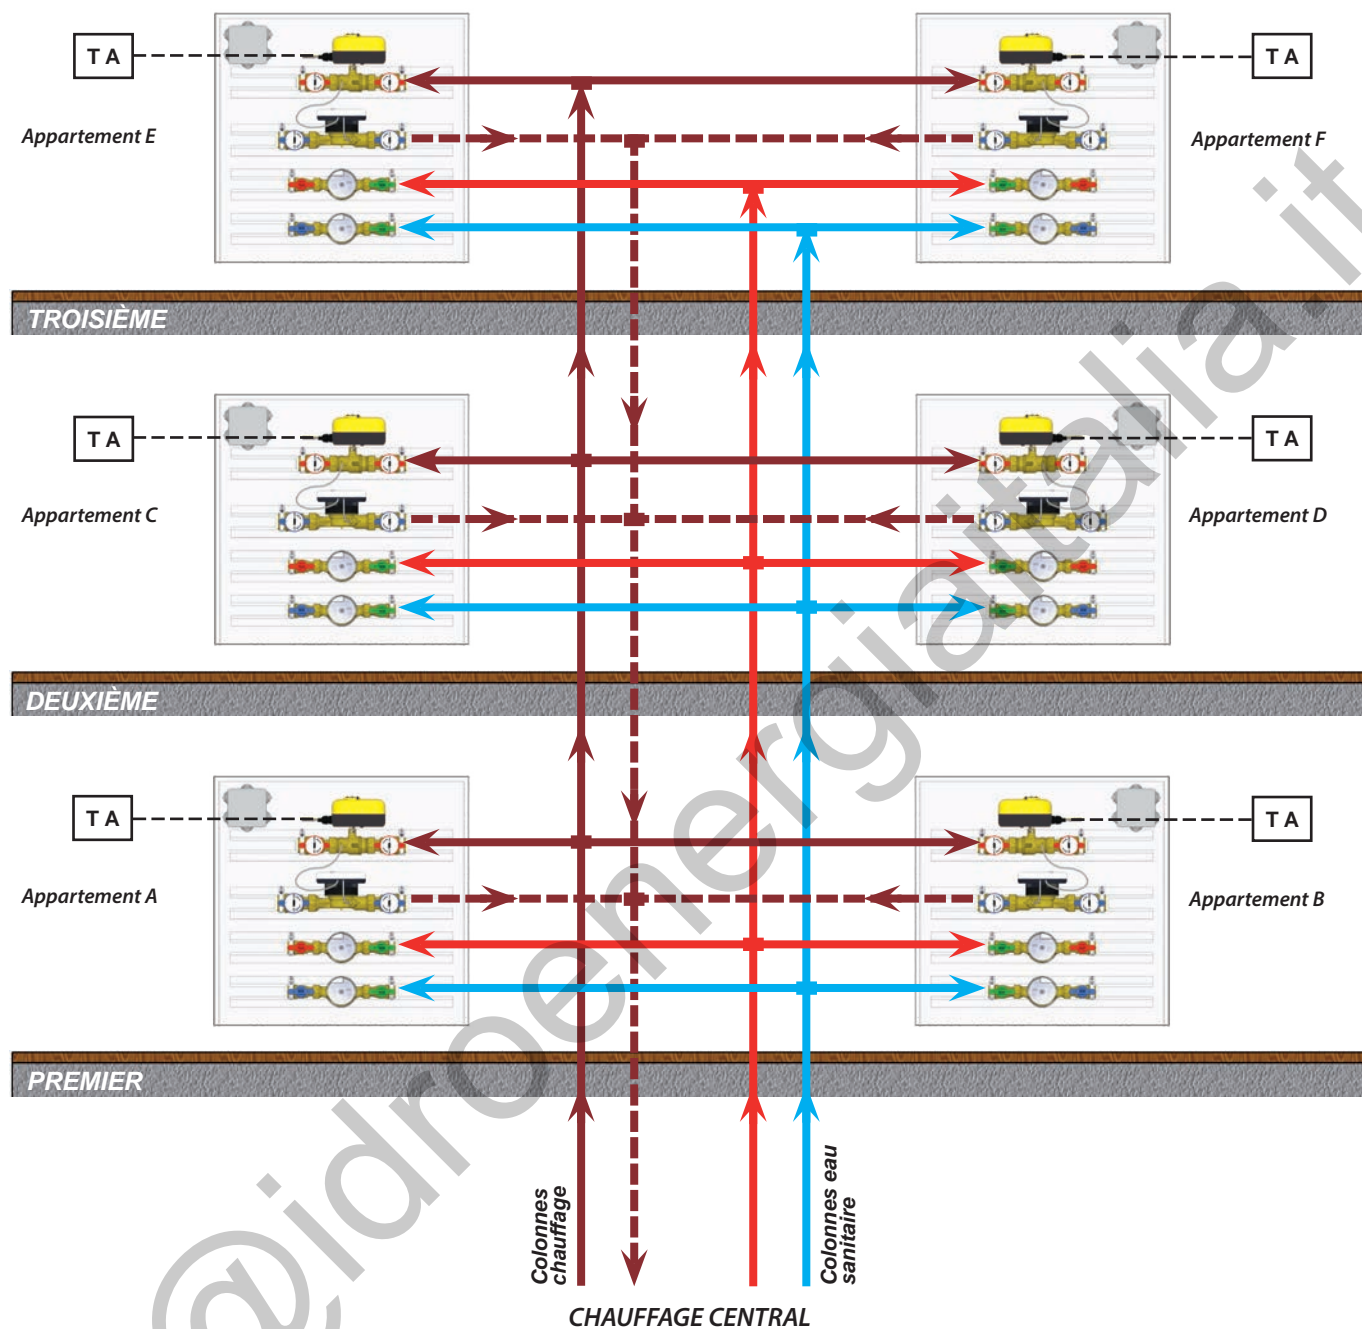 T A
T A
Appartement E
Appartement F
TROISIÈME
T A
T A
Appartement C
Appartement D
DEUXIÈME
T A
T A
Appartement A
Appartement B
PREMIER
Colonnes
chauffage
Colonnes eau
sanitaire
CHAUFFAGE CENTRAL
@idroenergiaitalia.it